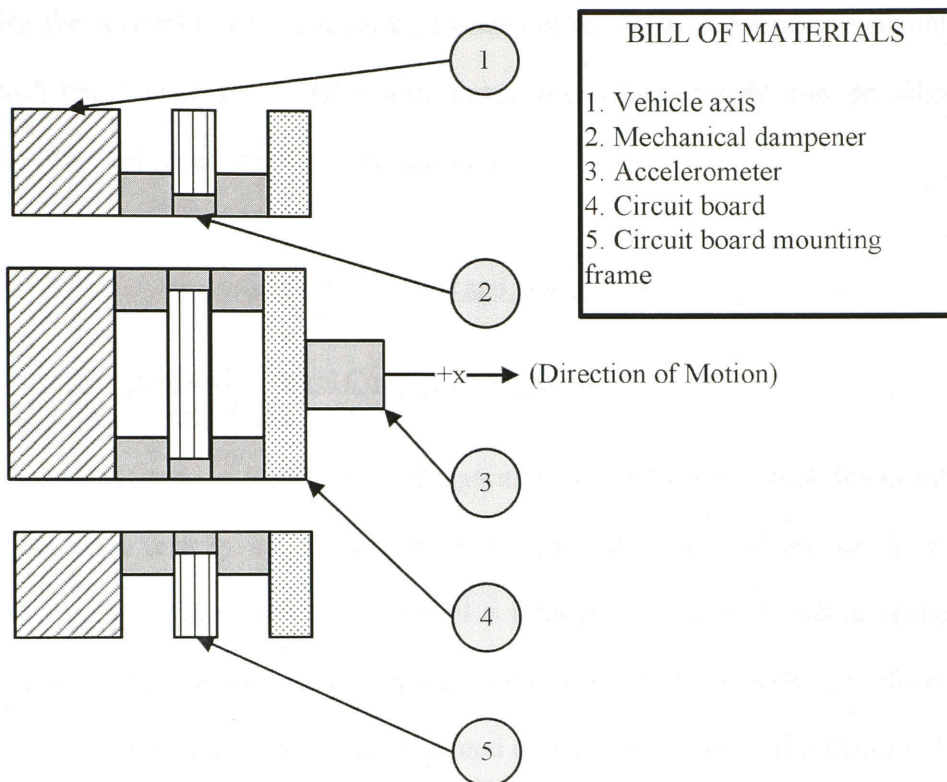 1
BILL OF MATERIALS
1. Vehicle axis
2. Mechanical dampener
3. Accelerometer
4. Circuit board
5. Circuit board mounting
frame
2
+x (Direction of Motion)
3
4
5